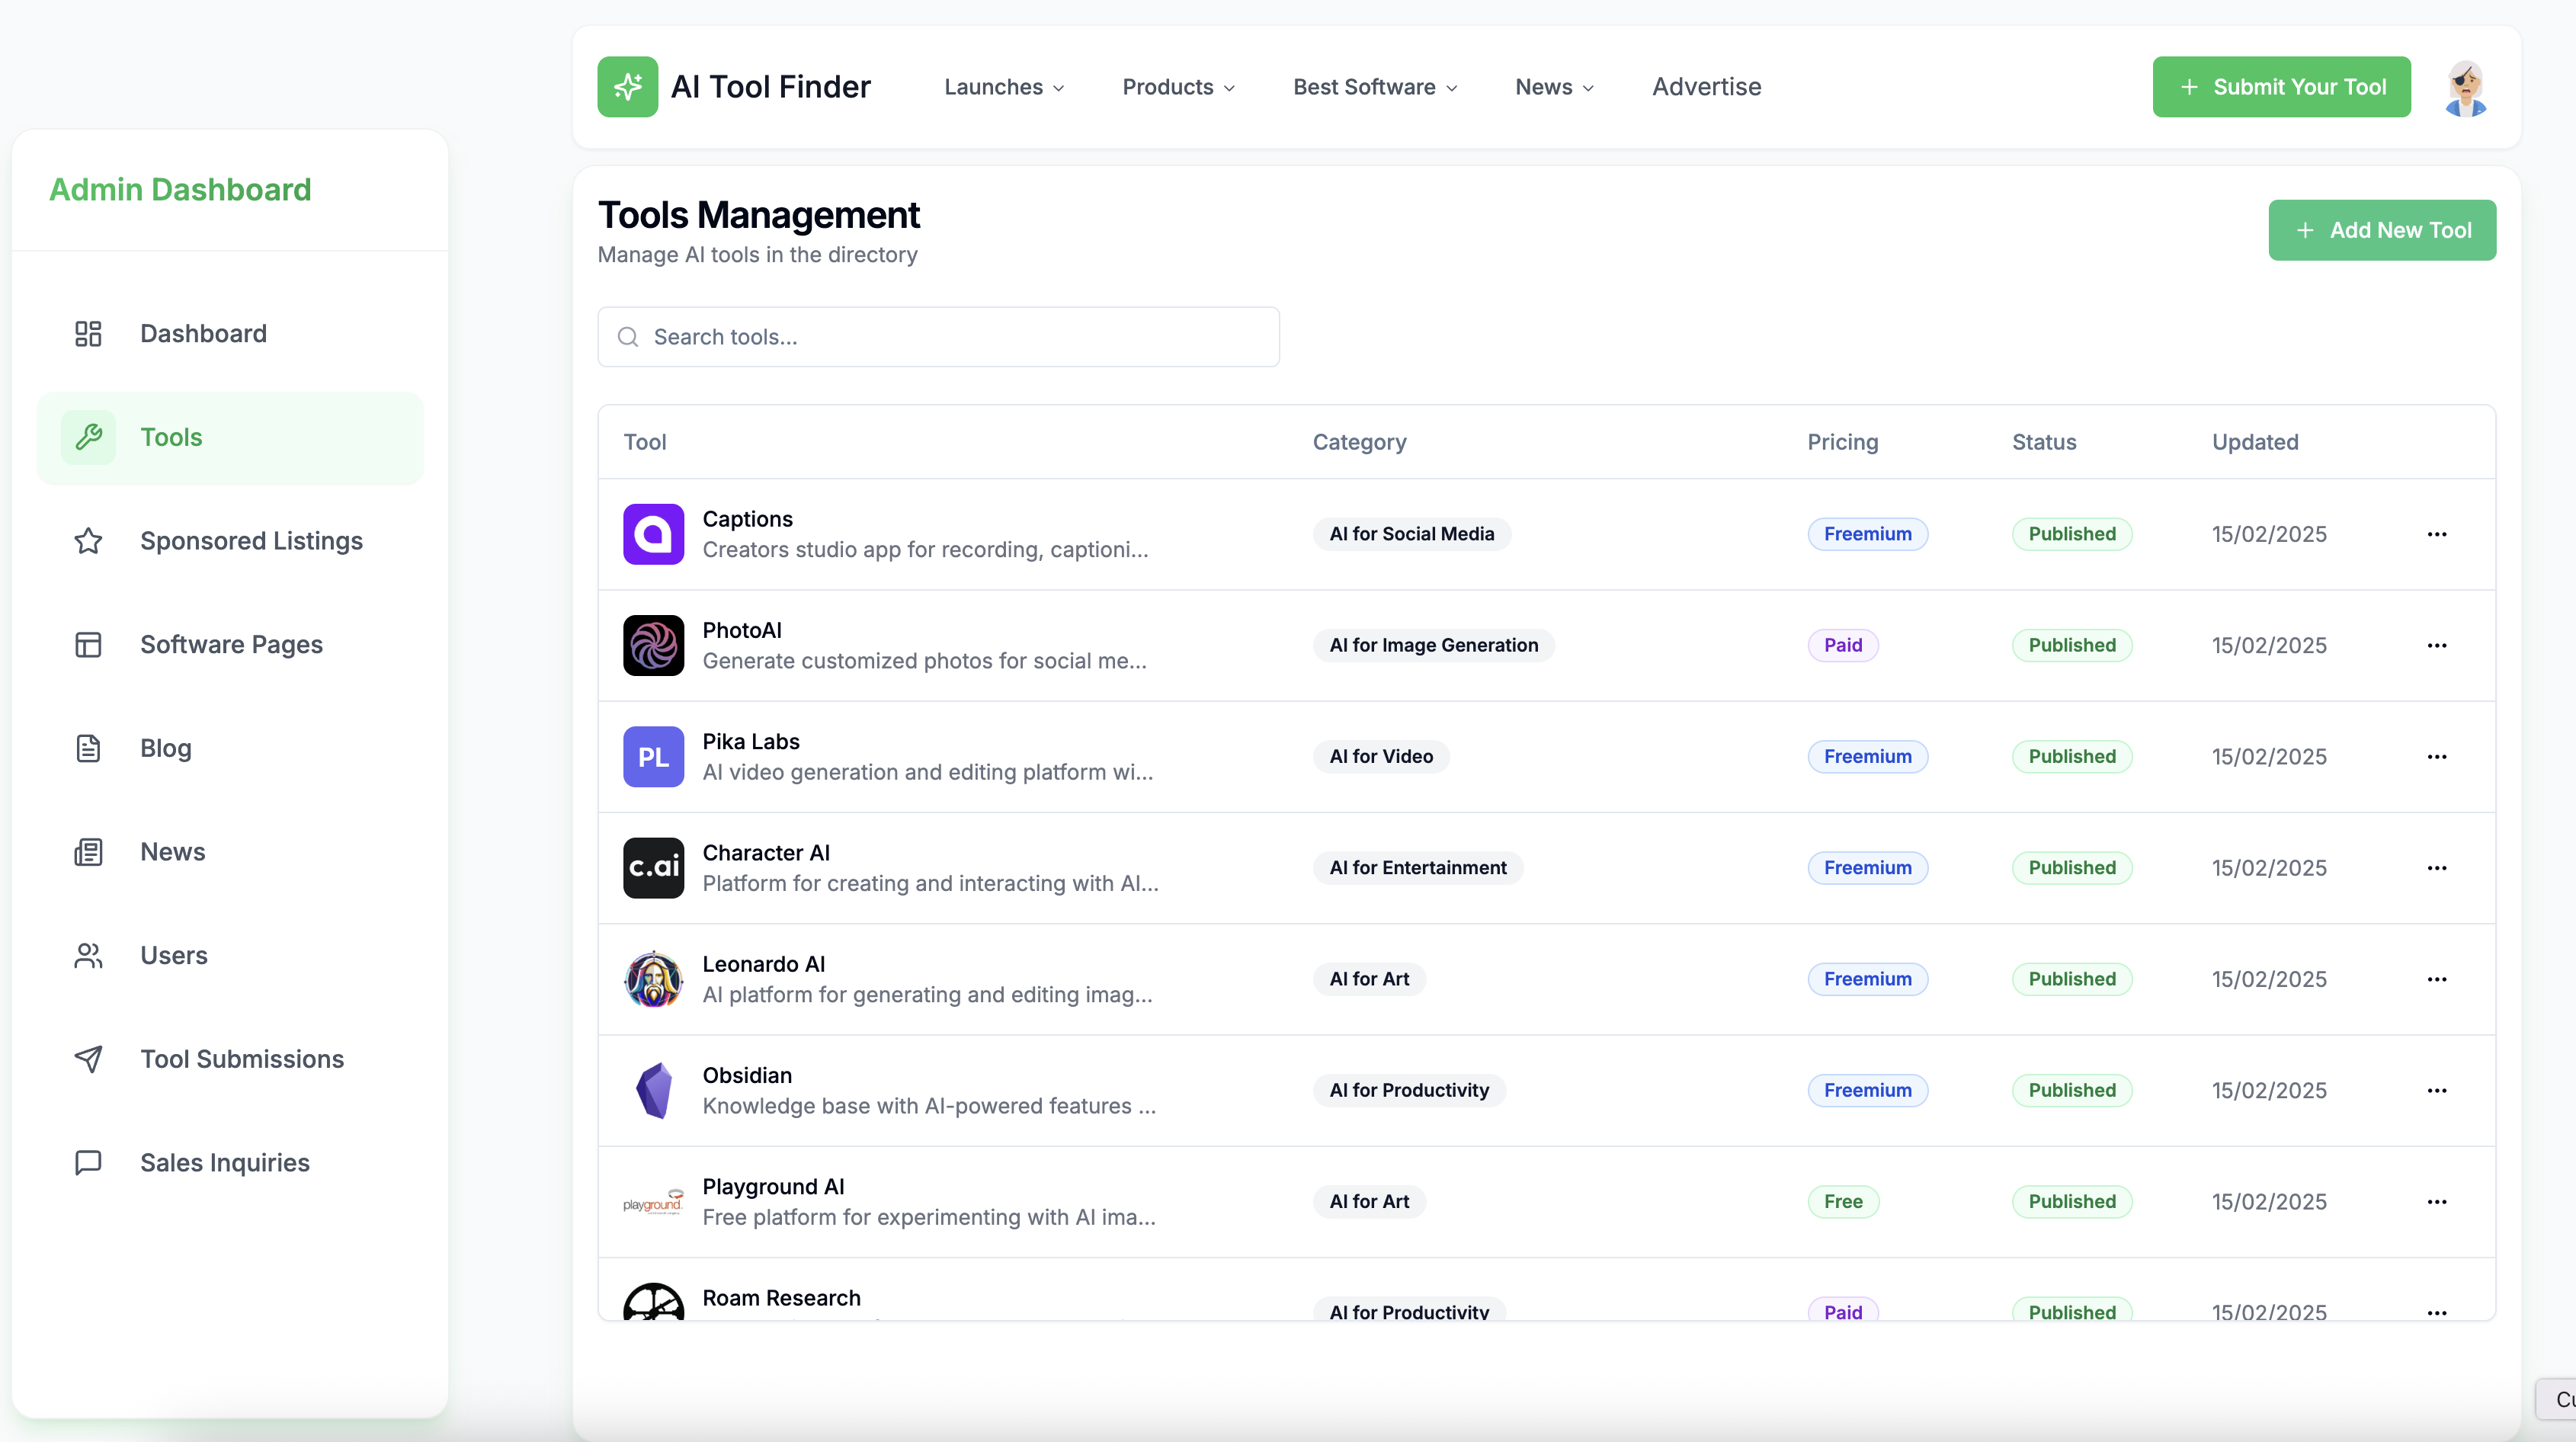 AI Tool Finder
Launches
Products
Best Software
News
Advertise
+ Submit Your Tool
Admin Dashboard
Dashboard
Tools
Sponsored Listings
Software Pages
Blog
News
Users
Tool Submissions
Sales Inquiries
Tools Management
Manage AI tools in the directory
+ Add New Tool
Search tools...
Tool Category Pricing Status Updated
Captions
Creators studio app for recording, captioni...
AI for Social Media Freemium Published 15/02/2025
PhotoAI
Generate customized photos for social me...
AI for Image Generation Paid Published 15/02/2025
PL
Pika Labs
AI video generation and editing platform wi...
AI for Video Freemium Published 15/02/2025
c.ai
Character AI
Platform for creating and interacting with AI...
AI for Entertainment Freemium Published 15/02/2025
Leonardo AI
AI platform for generating and editing imag...
AI for Art Freemium Published 15/02/2025
Obsidian
Knowledge base with AI-powered features ...
AI for Productivity Freemium Published 15/02/2025
playground
Playground AI
Free platform for experimenting with AI ima...
AI for Art Free Published 15/02/2025
Roam Research
AI for Productivity Paid Published 15/02/2025